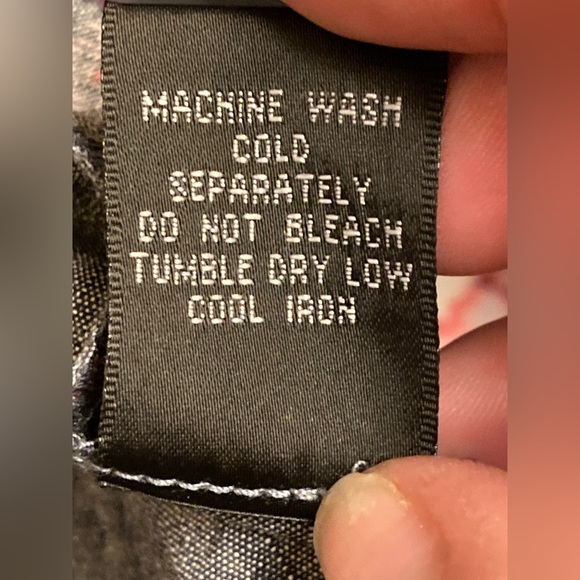 MACHINE WASH
COLD
SEPARATELY
DO NOT BLEACH
TUMBLE DRY LOW
COOL IRON